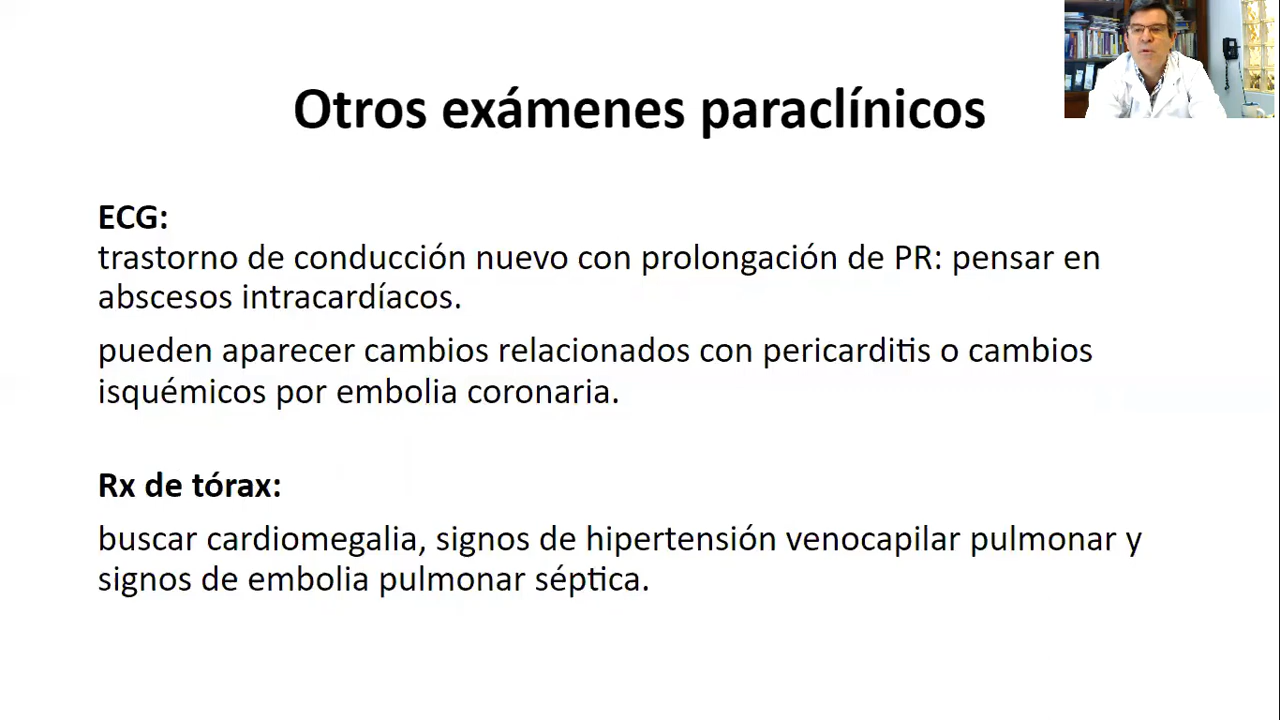 Otros exámenes paraclínicos
ECG:
trastorno de conducción nuevo con prolongación de PR: pensar en
abscesos intracardíacos.
pueden aparecer cambios relacionados con pericarditis o cambios
isquémicos por embolia coronaria.
Rx de tórax:
buscar cardiomegalia, signos de hipertensión venocapilar pulmonar y
signos de embolia pulmonar séptica.